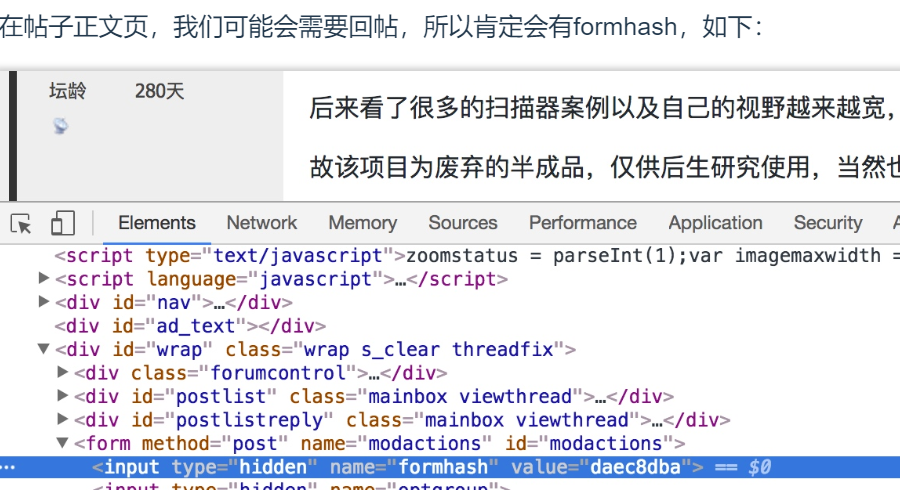 在帖子正文页，我们可能会需要回帖，所以肯定会有formhash，如下：
坛龄 280天
后来看了很多的扫描器案例以及自己的视野越来越宽，
故该项目为废弃的半成品，仅供后生研究使用，当然也
Elements Network Memory Sources Performance Application Security A
<script type="text/javascript">zoomstatus = parseInt(1);var imagemaxwidth =
<script language="javascript">…</script>
<div id="nav">…</div>
<div id="ad_text"></div>
<div id="wrap" class="wrap s_clear threadfix">
<div class="forumcontrol">…</div>
<div id="postlist" class="mainbox viewthread">…</div>
<div id="postlistreply" class="mainbox viewthread">…</div>
<form method="post" name="modactions" id="modactions">
…<input type="hidden" name="formhash" value="daec8dba"> == $0
<input type="hidden" name="optgroup">